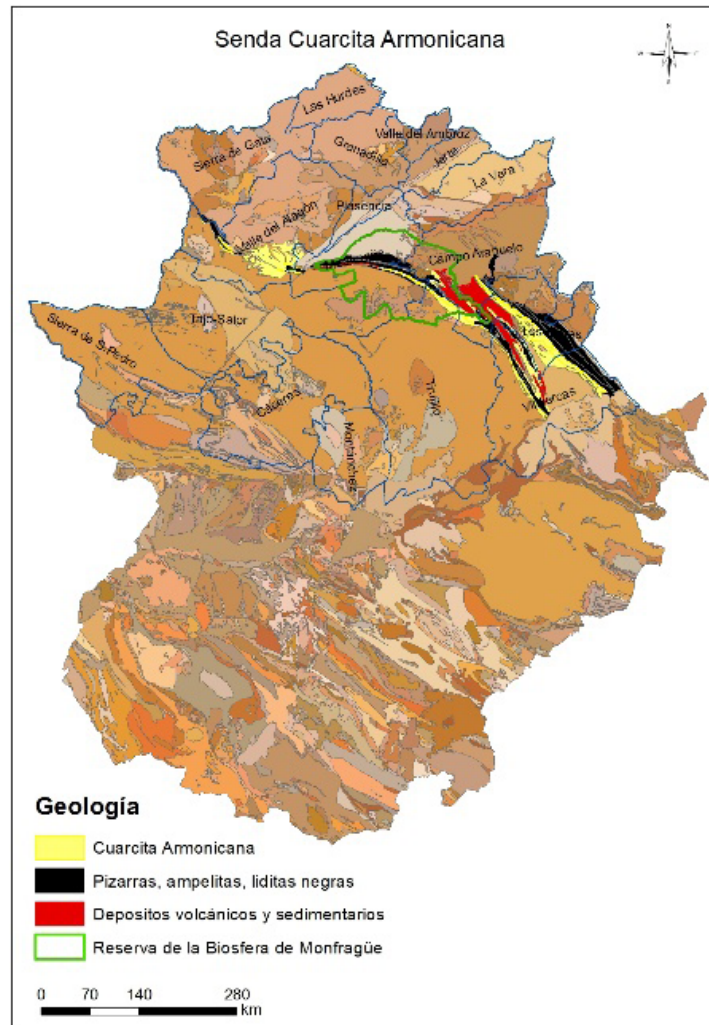 Senda Cuarcita Armonicana
Las Hurdes
Valle del Ambroz
Sierra de Gata
Granadilla
Jerte
La Vera
Plasencia
Valle del Alagón
Campo Arañuelo
Tajo-Salor
Sierra de S.Pedro
Villuercas
Cáceres
Trujillo
Montánchez
Geología
Cuarcita Armonicana
Pizarras, ampelitas, liditas negras
Depositos volcánicos y sedimentarios
Reserva de la Biosfera de Monfragüe
0 70 140 280
km